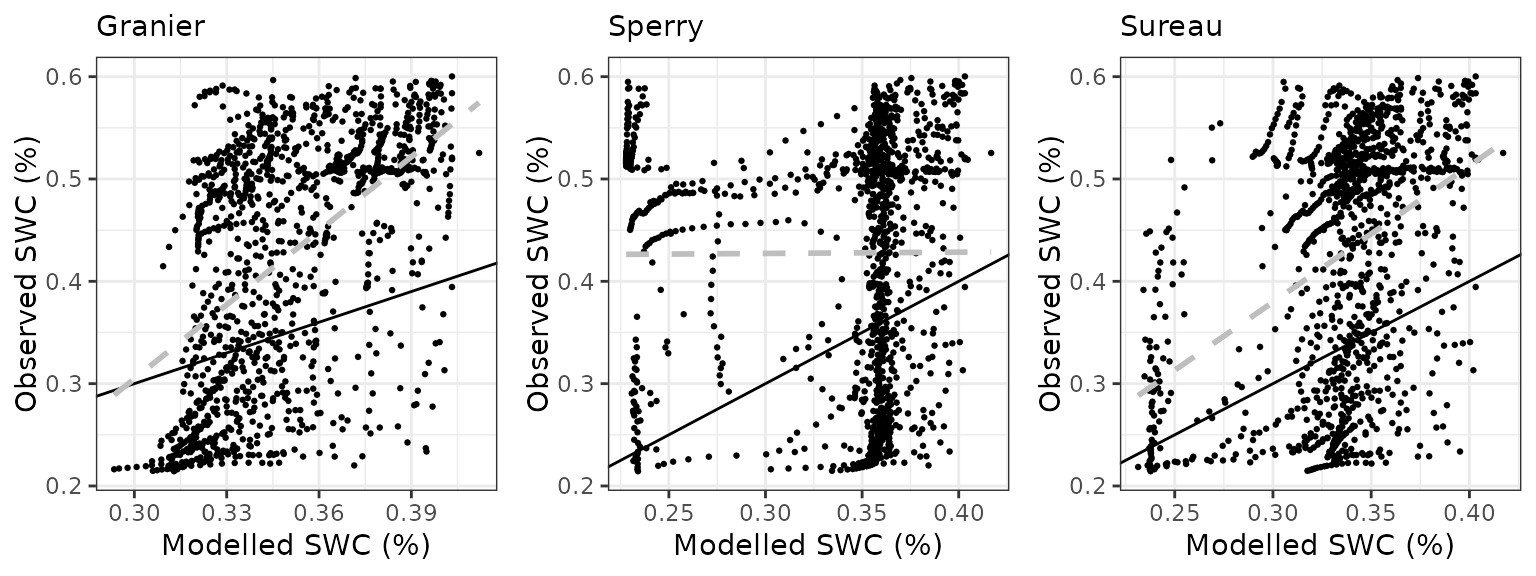 Granier
Observed SWC (%)
0.6
0.5
0.4
0.3
0.2
0.30 0.33 0.36 0.39
Modelled SWC (%)
Sperry
Observed SWC (%)
0.6
0.5
0.4
0.3
0.2
0.25 0.30 0.35 0.40
Modelled SWC (%)
Sureau
Observed SWC (%)
0.6
0.5
0.4
0.3
0.2
0.25 0.30 0.35 0.40
Modelled SWC (%)